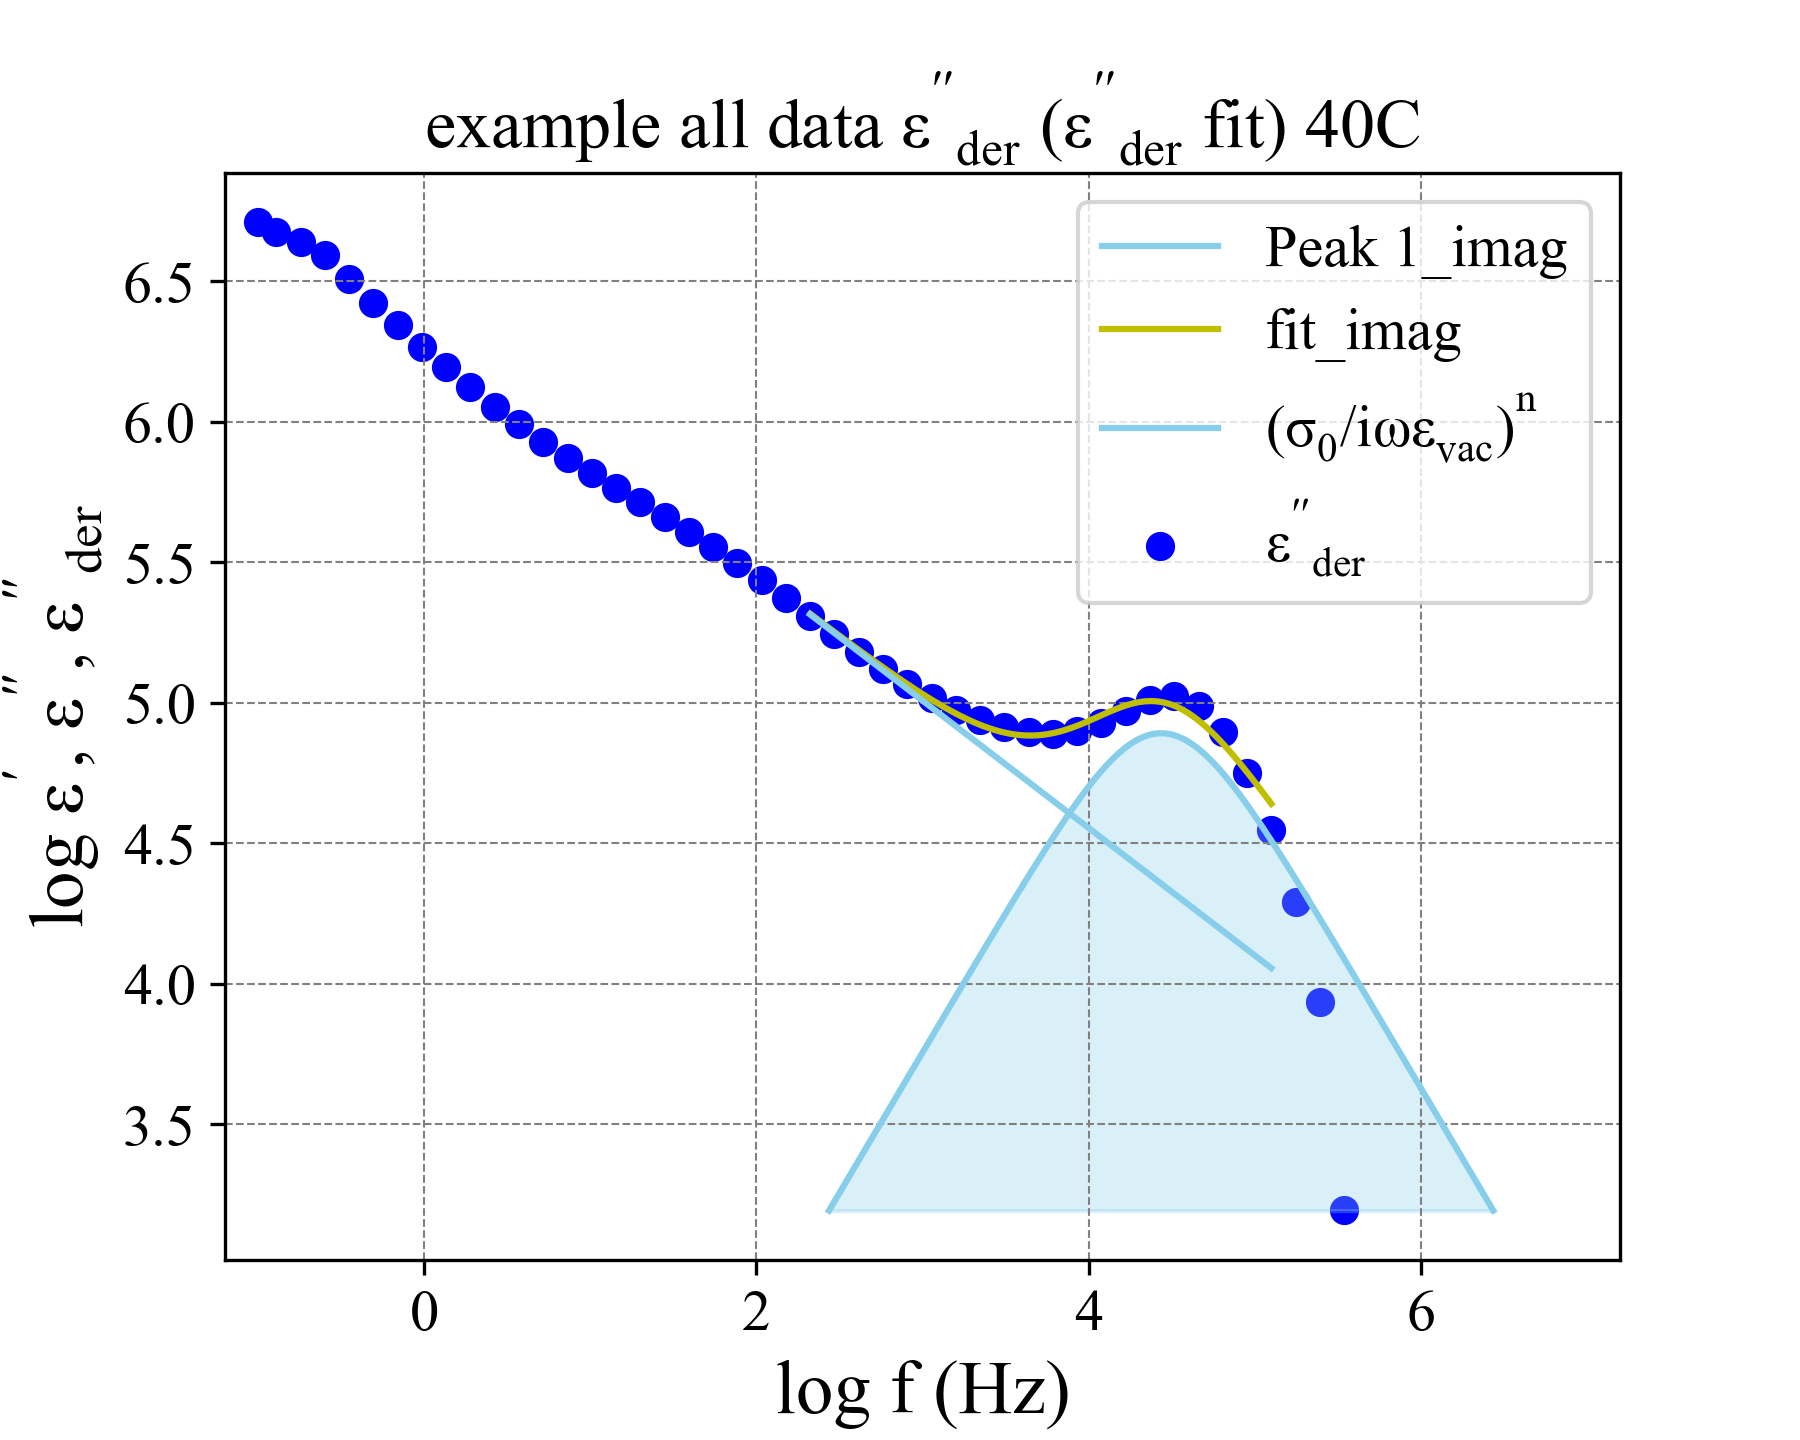 example all data ε″der (ε″der fit) 40C
Peak 1_imag
fit_imag
(σ0/iωεvac)n
ε″der
log ε′, ε″, ε″der
6.5
6.0
5.5
5.0
4.5
4.0
3.5
0 2 4 6
log f (Hz)